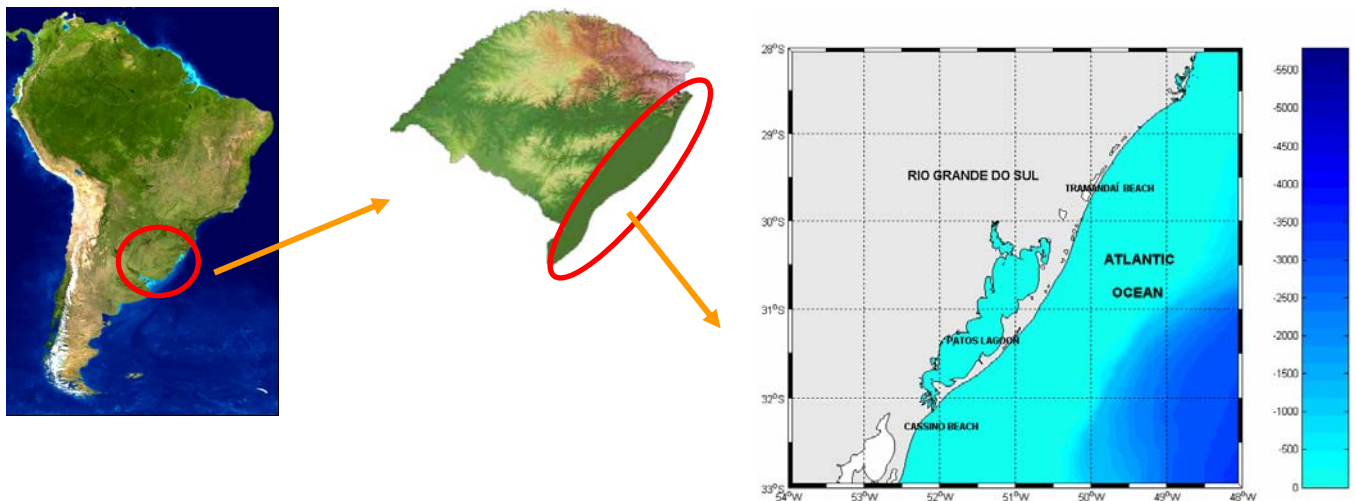 28°S
29°S
30°S
31°S
32°S
33°S
54°W
53°W
52°W
51°W
50°W
49°W
48°W
RIO GRANDE DO SUL
TRAMANDAÍ BEACH
ATLANTIC
OCEAN
PATOS LAGOON
CASSINO BEACH
-5500
-5000
-4500
-4000
-3500
-3000
-2500
-2000
-1500
-1000
-500
0